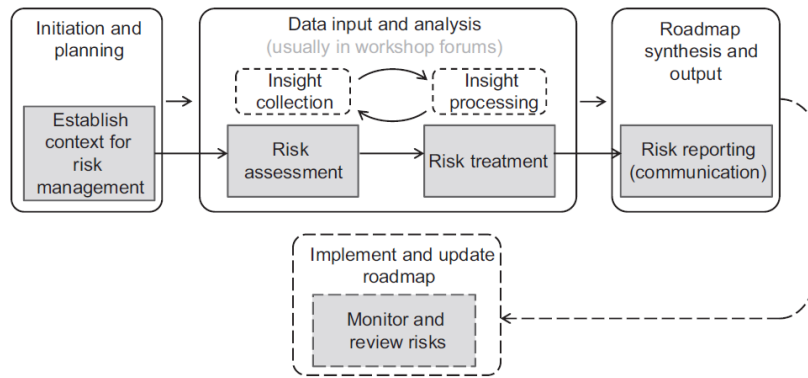 Initiation and
planning
Establish
context for
risk
management
Data input and analysis
(usually in workshop forums)
Insight
collection
Insight
processing
Risk
assessment
Risk treatment
Roadmap
synthesis and
output
Risk reporting
(communication)
Implement and update
roadmap
Monitor and
review risks